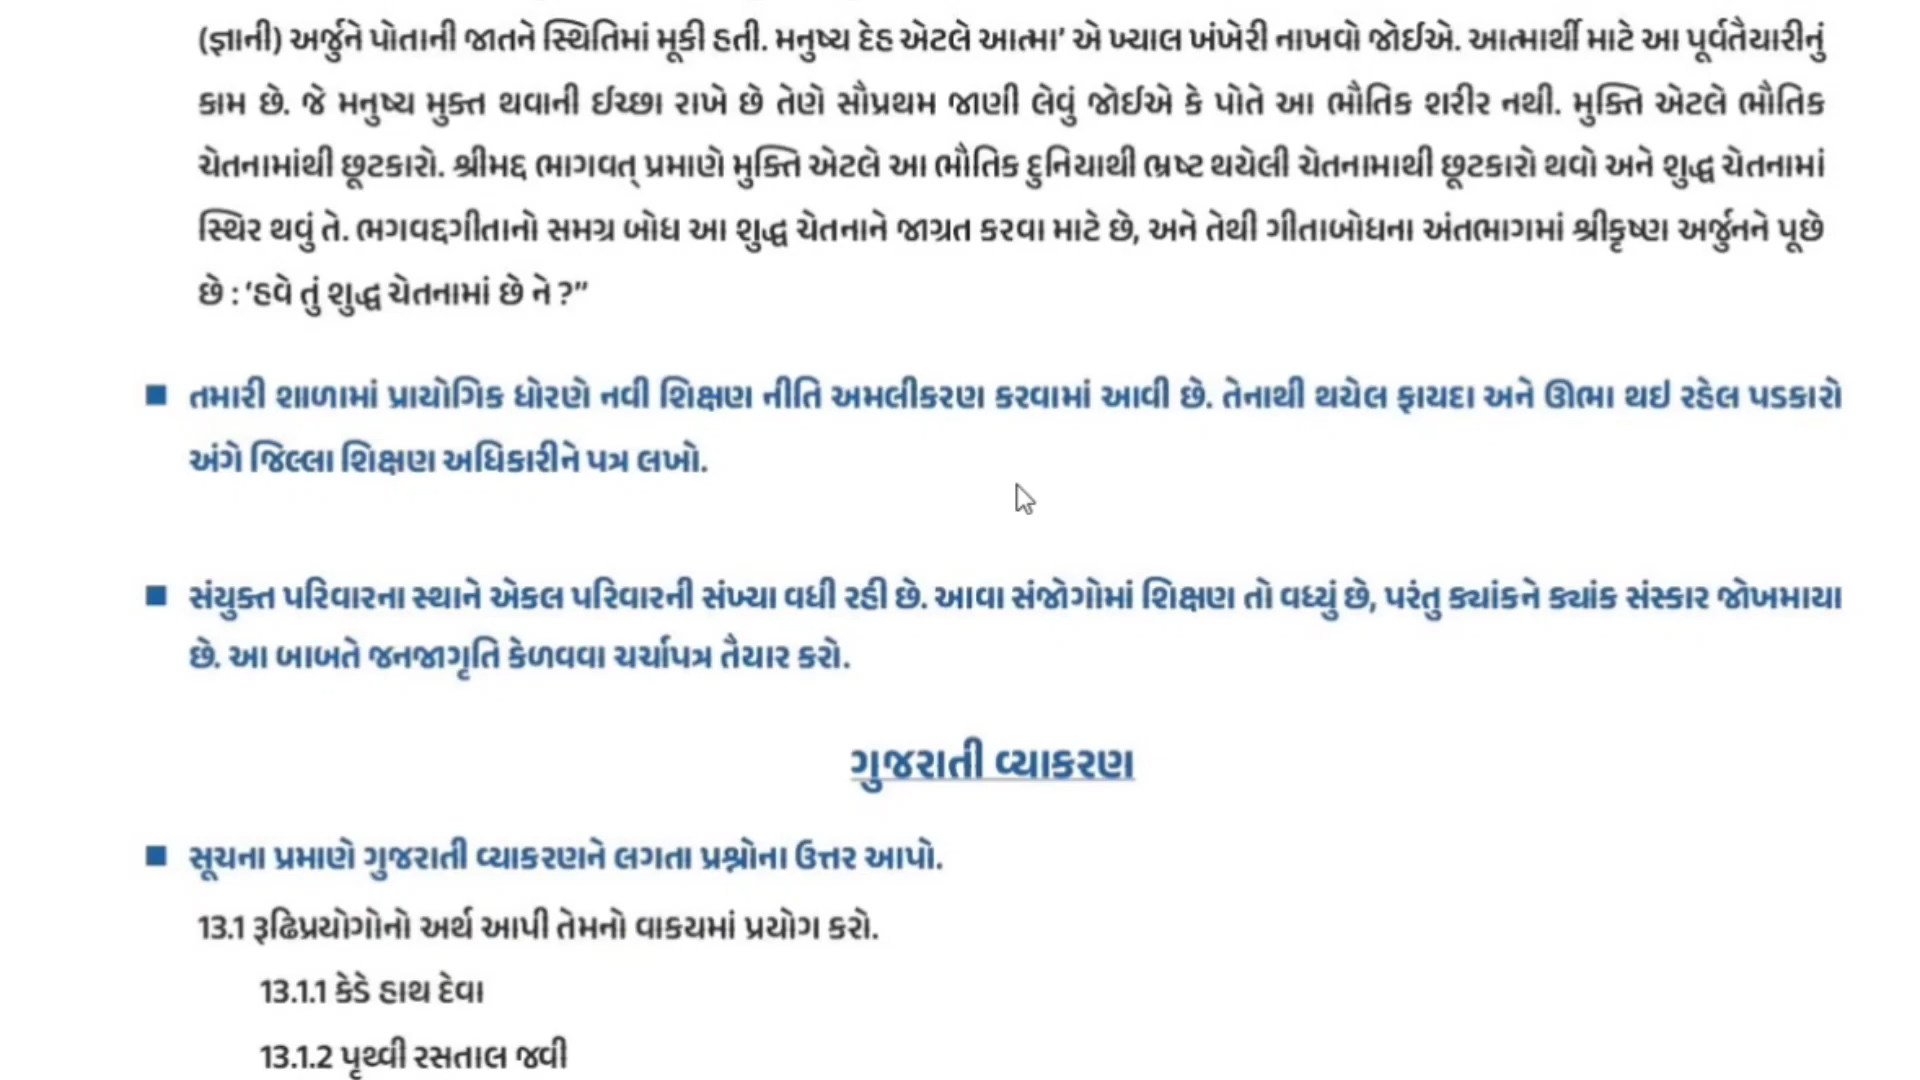 (જ્ઞાની) અર્જુને પોતાની જાતને સ્થિતિમાં મૂકી હતી. મનુષ્ય દેહ એટલે આત્મા’ એ ખ્યાલ ખંખેરી નાખવો જોઈએ. આત્માર્થી માટે આ પૂર્વતૈયારીનું
કામ છે. જે મનુષ્ય મુક્ત થવાની ઈચ્છા રાખે છે તેણે સૌપ્રથમ જાણી લેવું જોઈએ કે પોતે આ ભૌતિક શરીર નથી. મુક્તિ એટલે ભૌતિક
ચેતનામાંથી છૂટકારો. શ્રીમદ્દ ભાગવત્ પ્રમાણે મુક્તિ એટલે આ ભૌતિક દુનિયાથી ભ્રષ્ટ થયેલી ચેતનામાથી છૂટકારો થવો અને શુદ્ધ ચેતનામાં
સ્થિર થવું તે. ભગવદ્દગીતાનો સમગ્ર બોધ આ શુદ્ધ ચેતનાને જાગ્રત કરવા માટે છે, અને તેથી ગીતાબોધના અંતભાગમાં શ્રીકૃષ્ણ અર્જુનને પૂછે
છે : ‘હવે તું શુદ્ધ ચેતનામાં છે ને ?”
■ તમારી શાળામાં પ્રાયોગિક ધોરણે નવી શિક્ષણ નીતિ અમલીકરણ કરવામાં આવી છે. તેનાથી થયેલ ફાયદા અને ઊભા થઇ રહેલ પડકારો
અંગે જિલ્લા શિક્ષણ અધિકારીને પત્ર લખો.
■ સંયુક્ત પરિવારના સ્થાને એકલ પરિવારની સંખ્યા વધી રહી છે. આવા સંજોગોમાં શિક્ષણ તો વધ્યું છે, પરંતુ ક્યાંકને ક્યાંક સંસ્કાર જોખમાયા
છે. આ બાબતે જનજાગૃતિ કેળવવા ચર્ચાપત્ર તૈયાર કરો.
ગુજરાતી વ્યાકરણ
■ સૂચના પ્રમાણે ગુજરાતી વ્યાકરણને લગતા પ્રશ્નોના ઉત્તર આપો.
13.1 રૂઢિપ્રયોગોનો અર્થ આપી તેમનો વાકયમાં પ્રયોગ કરો.
13.1.1 કેડે હાથ દેવા
13.1.2 પૃથ્વી રસતાલ જવી